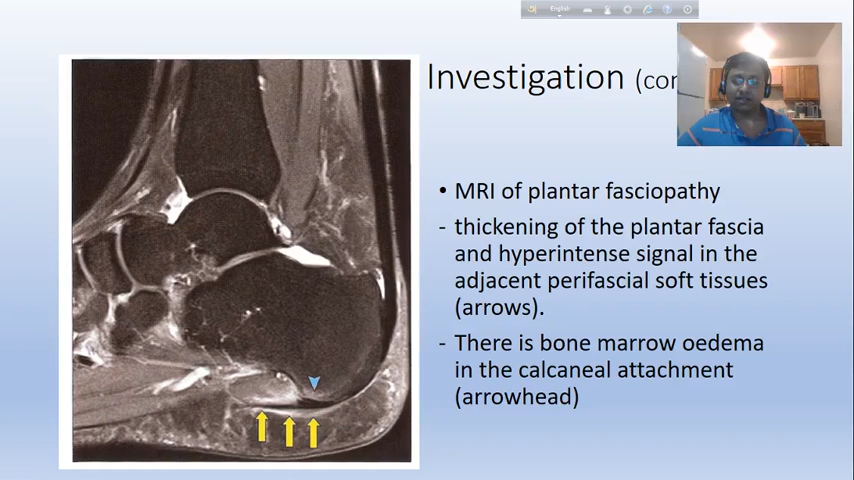 English
Investigation (con
• MRI of plantar fasciopathy
- thickening of the plantar fascia
and hyperintense signal in the
adjacent perifascial soft tissues
(arrows).
- There is bone marrow oedema
in the calcaneal attachment
(arrowhead)